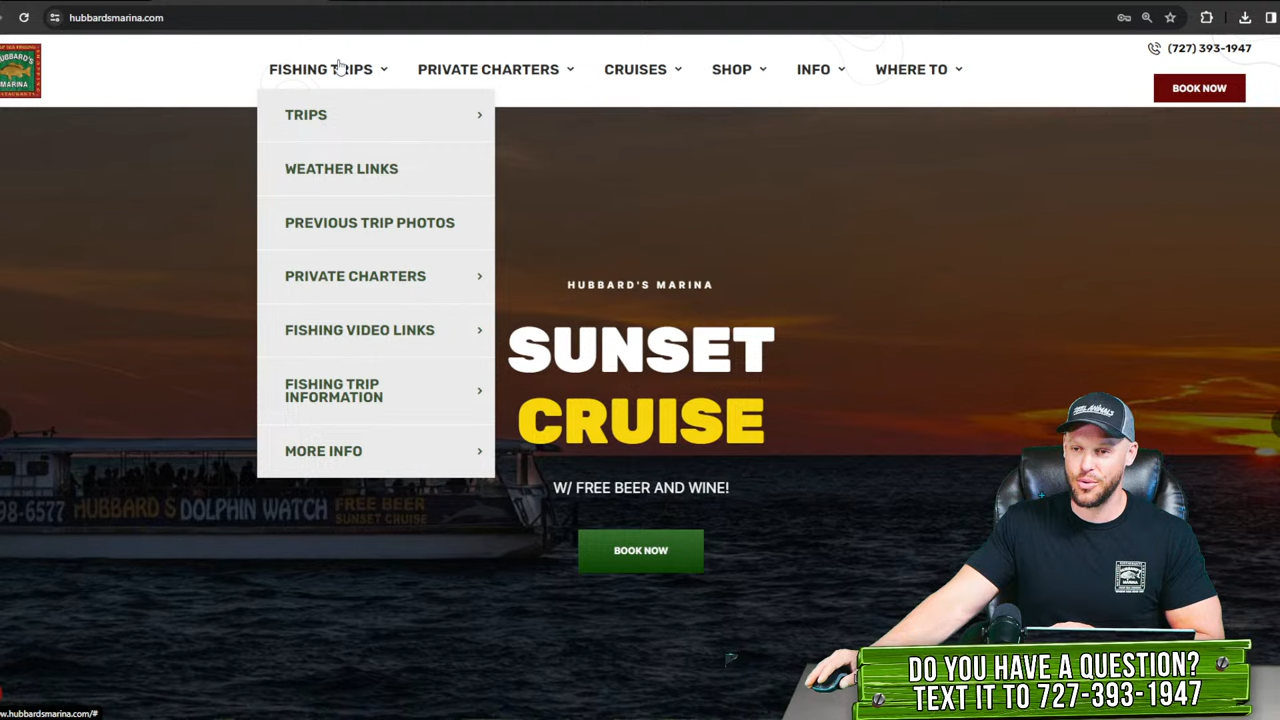 hubbardsmarina.com
HUBBARD'S
MARINA
FISHING TRIPS
PRIVATE CHARTERS
CRUISES
SHOP
INFO
WHERE TO
(727) 393-1947
BOOK NOW
TRIPS
WEATHER LINKS
PREVIOUS TRIP PHOTOS
PRIVATE CHARTERS
FISHING VIDEO LINKS
FISHING TRIP
INFORMATION
MORE INFO
HUBBARD'S MARINA
SUNSET
CRUISE
W/ FREE BEER AND WINE!
BOOK NOW
98-6577 HUBBARD'S DOLPHIN WATCH
FREE BEER
SUNSET CRUISE
DO YOU HAVE A QUESTION?
TEXT IT TO 727-393-1947
w.hubbardsmarina.com/#